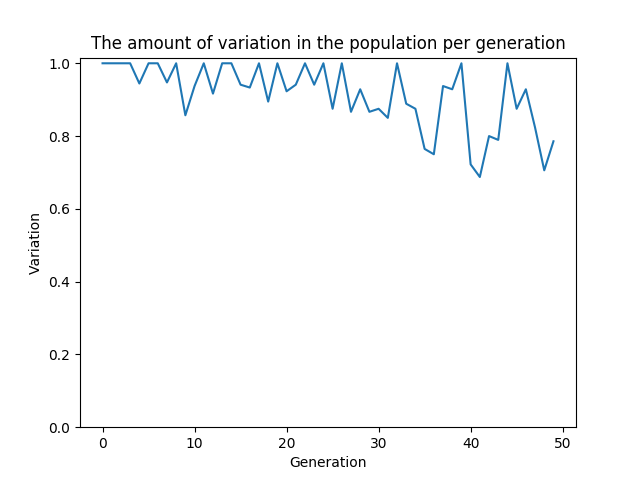 The amount of variation in the population per generation
1.0
0.8
0.6
0.4
0.2
0.0
Variation
0 10 20 30 40 50
Generation